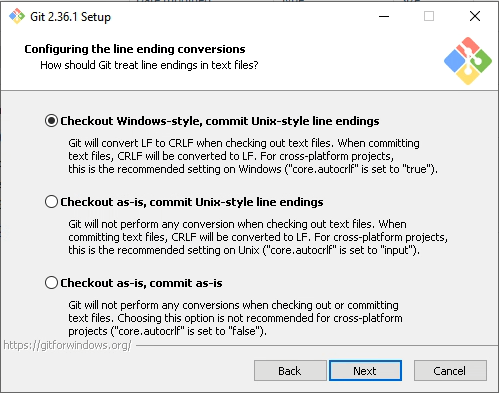 Git 2.36.1 Setup
Configuring the line ending conversions
How should Git treat line endings in text files?
Checkout Windows-style, commit Unix-style line endings
Git will convert LF to CRLF when checking out text files. When committing
text files, CRLF will be converted to LF. For cross-platform projects,
this is the recommended setting on Windows ("core.autocrlf" is set to "true").
Checkout as-is, commit Unix-style line endings
Git will not perform any conversion when checking out text files. When
committing text files, CRLF will be converted to LF. For cross-platform projects,
this is the recommended setting on Unix ("core.autocrlf" is set to "input").
Checkout as-is, commit as-is
Git will not perform any conversions when checking out or committing
text files. Choosing this option is not recommended for cross-platform
projects ("core.autocrlf" is set to "false").
https://gitforwindows.org/
Back
Next
Cancel